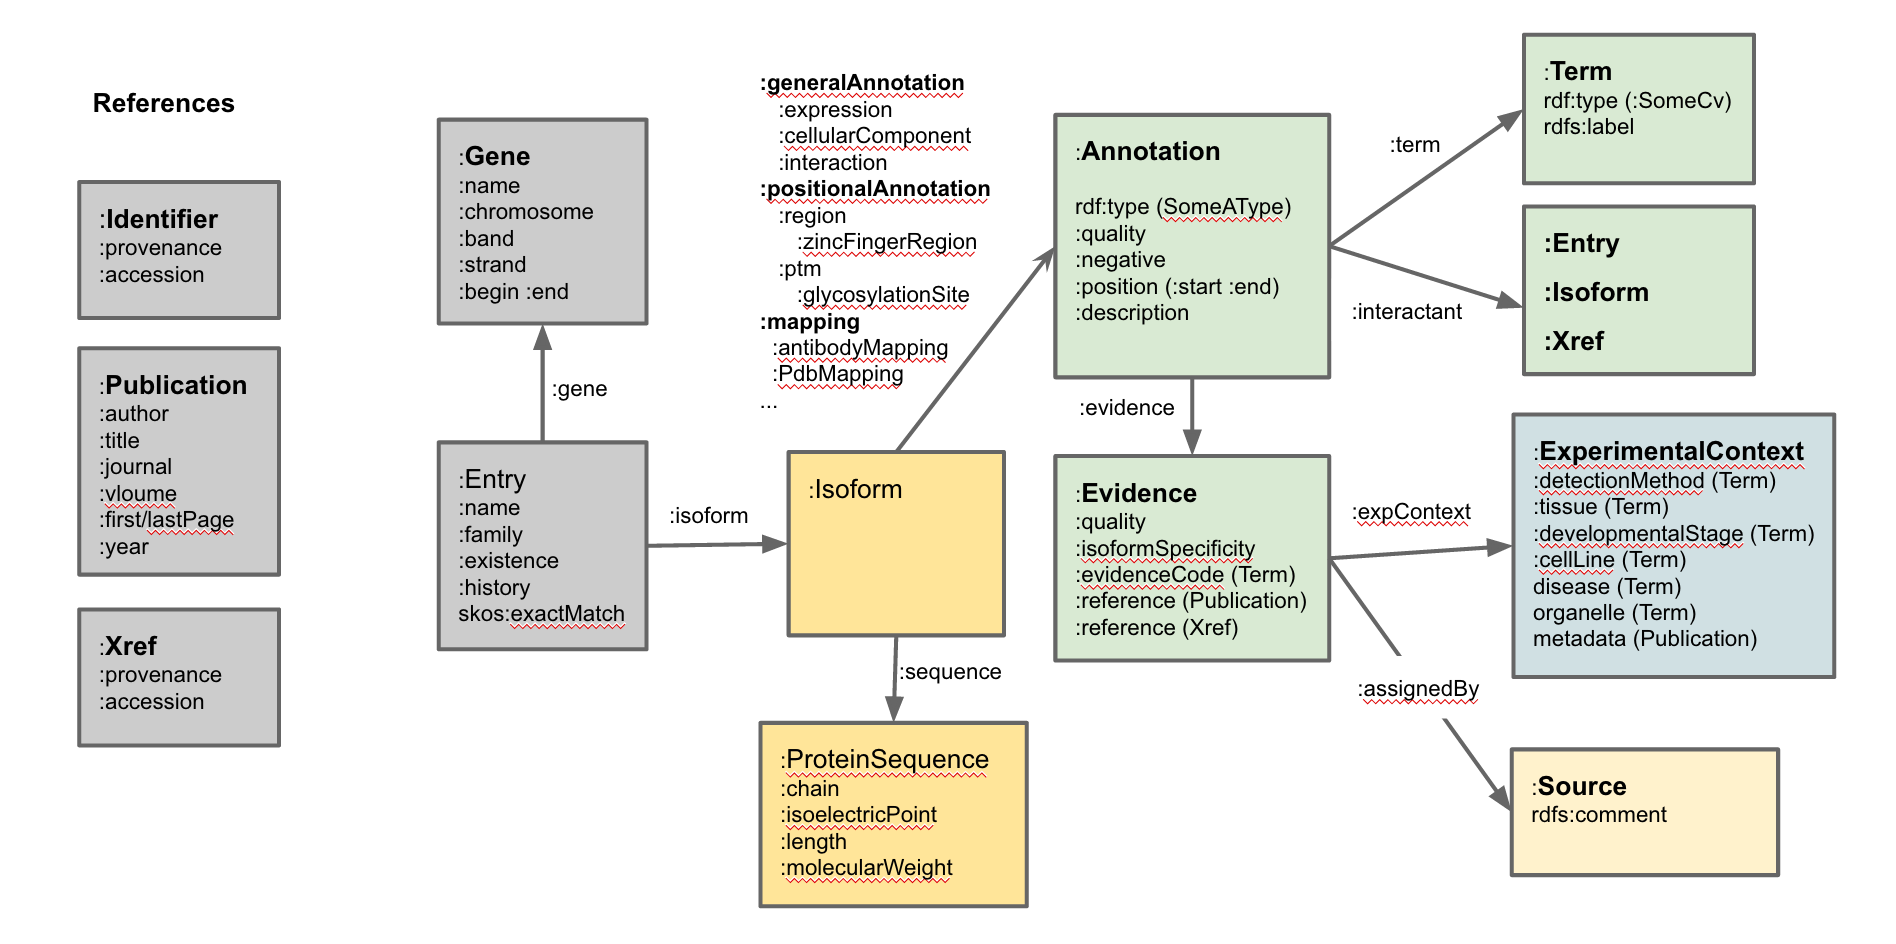 References
:Identifier
:provenance
:accession
:Publication
:author
:title
:journal
:vloume
:first/lastPage
:year
:Xref
:provenance
:accession
:Gene
:name
:chromosome
:band
:strand
:begin :end
:gene
:Entry
:name
:family
:existence
:history
skos:exactMatch
:isoform
:generalAnnotation
:expression
:cellularComponent
:interaction
:positionalAnnotation
:region
:zincFingerRegion
:ptm
:glycosylationSite
:mapping
:antibodyMapping
:PdbMapping
...
:Isoform
:sequence
:ProteinSequence
:chain
:isoelectricPoint
:length
:molecularWeight
:Annotation
rdf:type (SomeAType)
:quality
:negative
:position (:start :end)
:description
:evidence
:Evidence
:quality
:isoformSpecificity
:evidenceCode (Term)
:reference (Publication)
:reference (Xref)
:term
:interactant
:expContext
:assignedBy
:Term
rdf:type (:SomeCv)
rdfs:label
:Entry
:Isoform
:Xref
:ExperimentalContext
:detectionMethod (Term)
:tissue (Term)
:developmentalStage (Term)
:cellLine (Term)
disease (Term)
organelle (Term)
metadata (Publication)
:Source
rdfs:comment